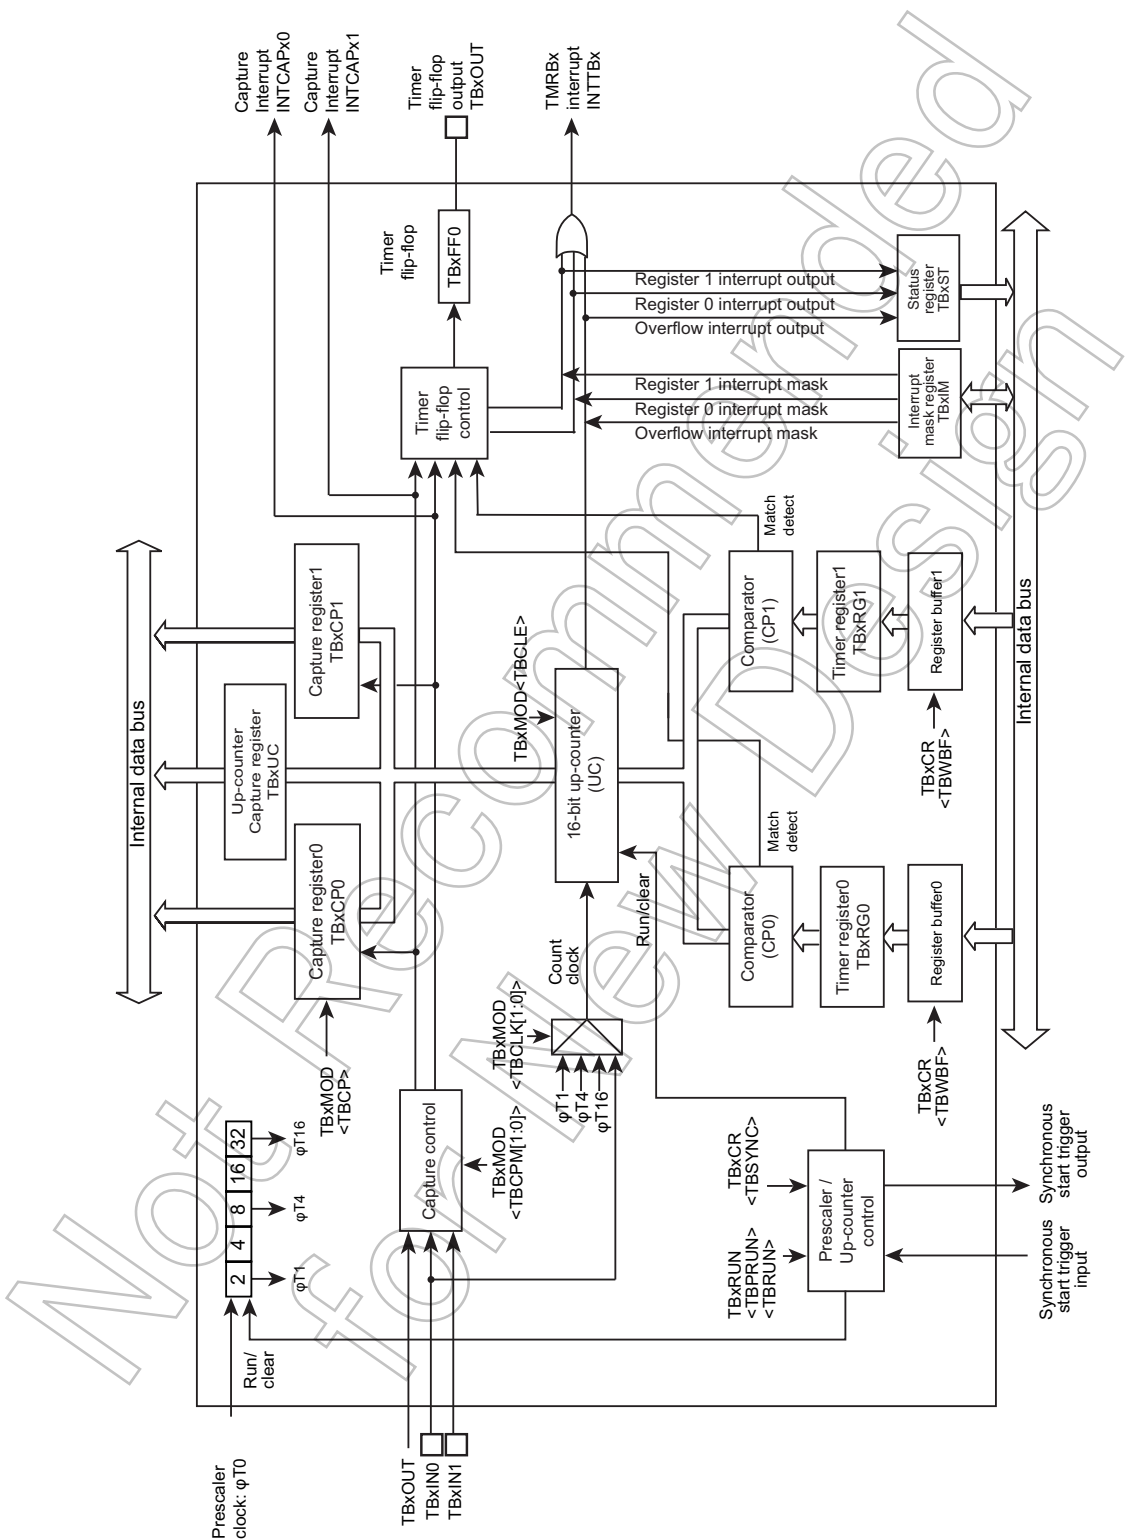 Prescaler
clock: φT0
Run/
clear
2
4
8
16
32
φT1
φT4
φT16
TBxOUT
TBxIN0
TBxIN1
Capture control
TBxMOD
<TBCPM[1:0]>
TBxMOD
<TBCP>
Internal data bus
Capture register0
TBxCP0
Up-counter
Capture register
TBxUC
Capture register1
TBxCP1
Capture
Interrupt
INTCAPx0
Capture
Interrupt
INTCAPx1
Timer
flip-flop
control
Timer
flip-flop
TBxFF0
Timer
flip-flop
output
TBxOUT
TMRBx
interrupt
INTTBx
φT1
φT4
φT16
TBxMOD
<TBCLK[1:0]>
Count
clock
16-bit up-counter
(UC)
TBxMOD<TBCLE>
Run/clear
Register 1 interrupt output
Register 0 interrupt output
Overflow interrupt output
Register 1 interrupt mask
Register 0 interrupt mask
Overflow interrupt mask
Status
register
TBxST
Interrupt
mask register
TBxIM
TBxRUN
<TBPRUN>
<TBRUN>
TBxCR
<TBSYNC>
Prescaler /
Up-counter
control
Synchronous
start trigger
input
Synchronous
start trigger
output
Match
detect
Comparator
(CP0)
Timer register0
TBxRG0
Register buffer0
TBxCR
<TBWBF>
Match
detect
Comparator
(CP1)
Timer register1
TBxRG1
Register buffer1
TBxCR
<TBWBF>
Internal data bus
Not Recommended
for New Design